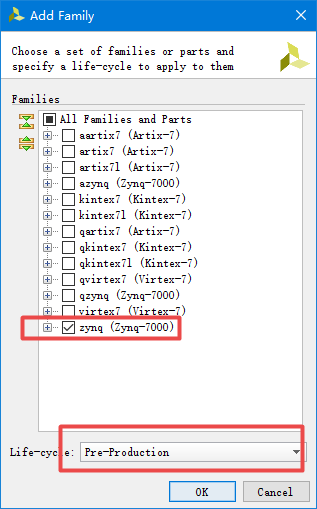 Add Family
Choose a set of families or parts and
specify a life-cycle to apply to them
Families
All Families and Parts
aartix7 (Artix-7)
artix7 (Artix-7)
artix7l (Artix-7)
azynq (Zynq-7000)
kintex7 (Kintex-7)
kintex7l (Kintex-7)
qartix7 (Artix-7)
qkintex7 (Kintex-7)
qkintex7l (Kintex-7)
qvirtex7 (Virtex-7)
qzynq (Zynq-7000)
virtex7 (Virtex-7)
zynq (Zynq-7000)
Life-cycle: Pre-Production
OK Cancel